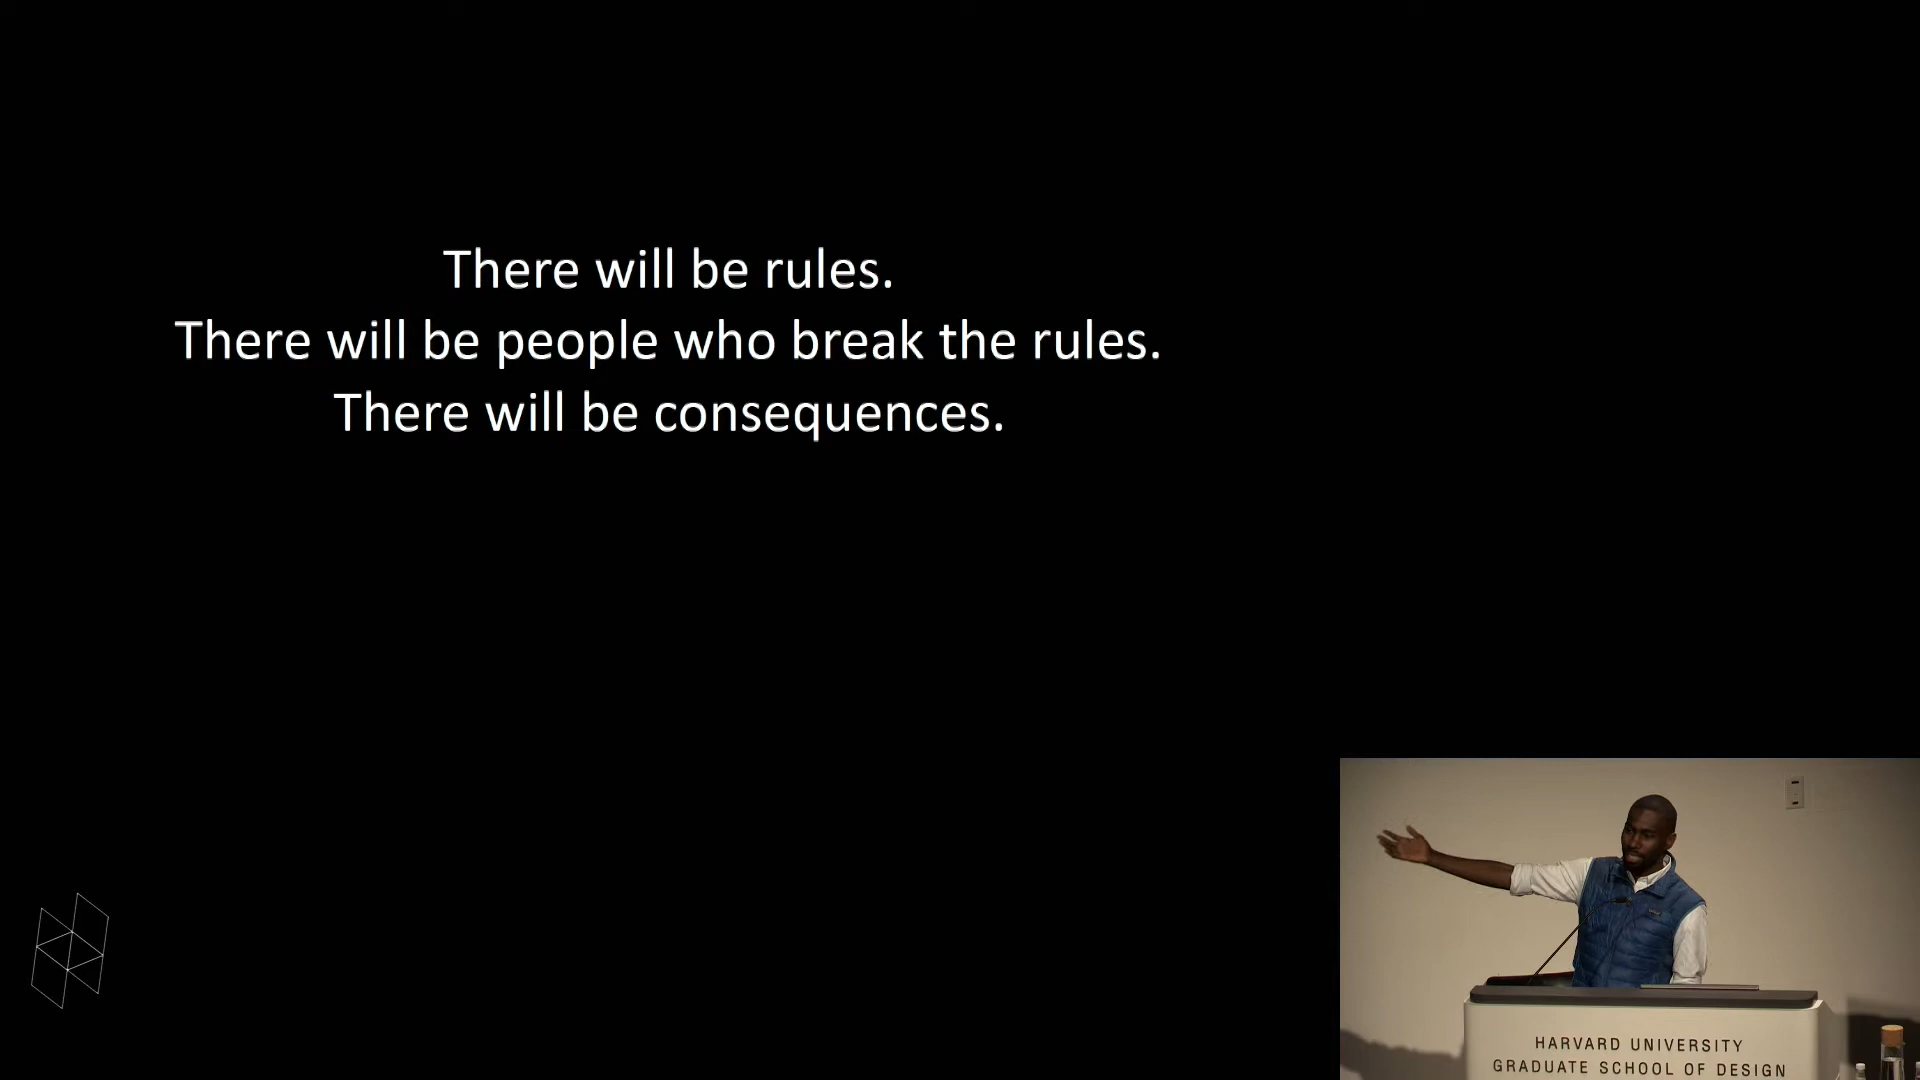 There will be rules.
There will be people who break the rules.
There will be consequences.
HARVARD UNIVERSITY
GRADUATE SCHOOL OF DESIGN